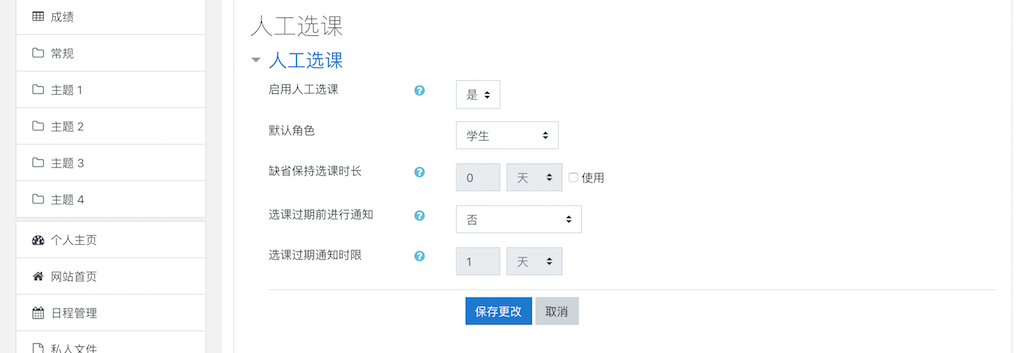 成绩
常规
主题 1
主题 2
主题 3
主题 4
个人主页
网站首页
日程管理
私人文件
人工选课
人工选课
启用人工选课 是
默认角色 学生
缺省保持选课时长 0 天 使用
选课过期前进行通知 否
选课过期通知时限 1 天
保存更改 取消